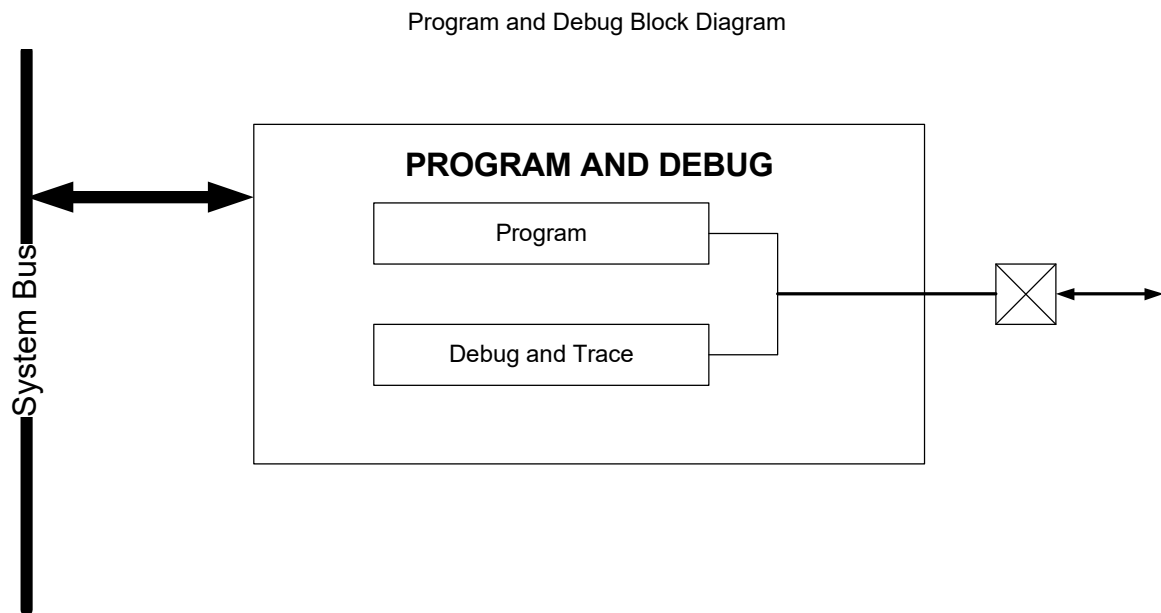 Program and Debug Block Diagram
PROGRAM AND DEBUG
Program
Debug and Trace
System Bus